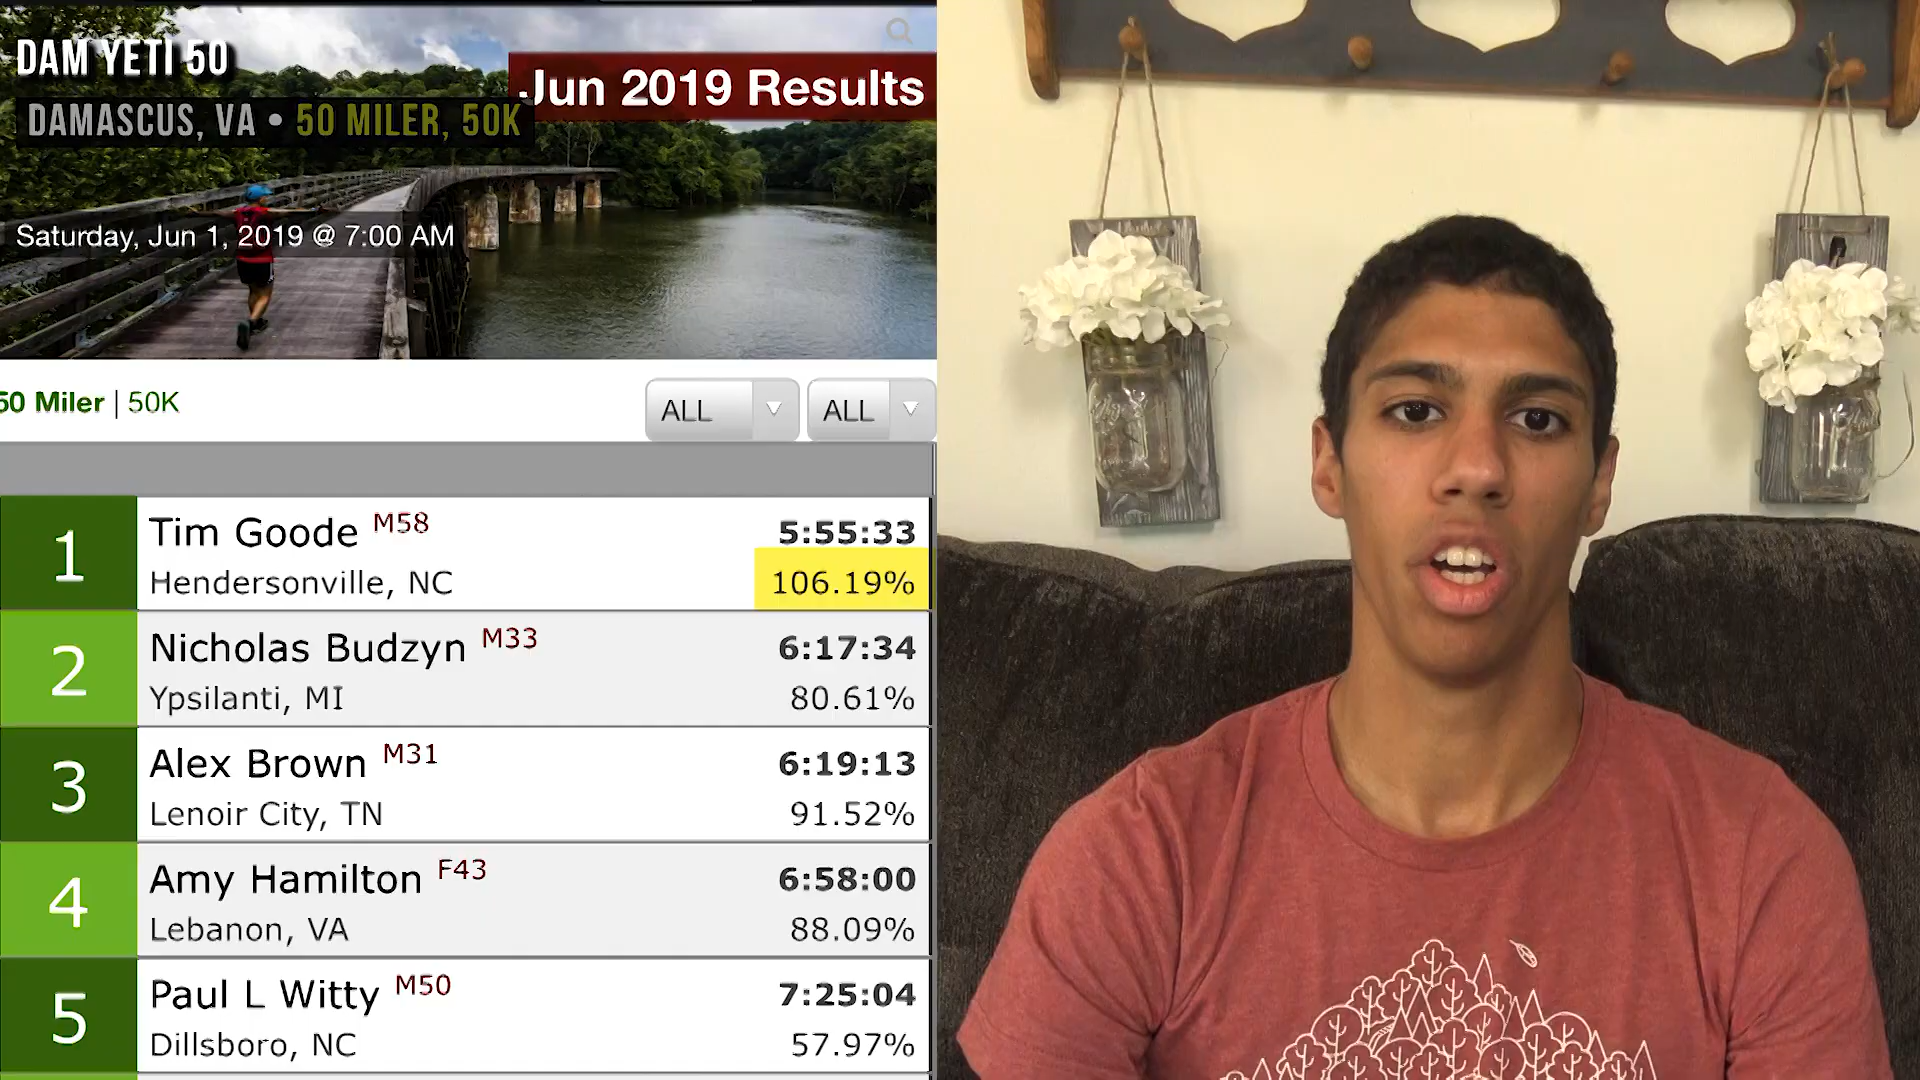 DAM YETI 50
Jun 2019 Results
DAMASCUS, VA • 50 MILER, 50K
Saturday, Jun 1, 2019 @ 7:00 AM
50 Miler | 50K
ALL ALL
1 Tim Goode M58 5:55:33
Hendersonville, NC 106.19%
2 Nicholas Budzyn M33 6:17:34
Ypsilanti, MI 80.61%
3 Alex Brown M31 6:19:13
Lenoir City, TN 91.52%
4 Amy Hamilton F43 6:58:00
Lebanon, VA 88.09%
5 Paul L Witty M50 7:25:04
Dillsboro, NC 57.97%